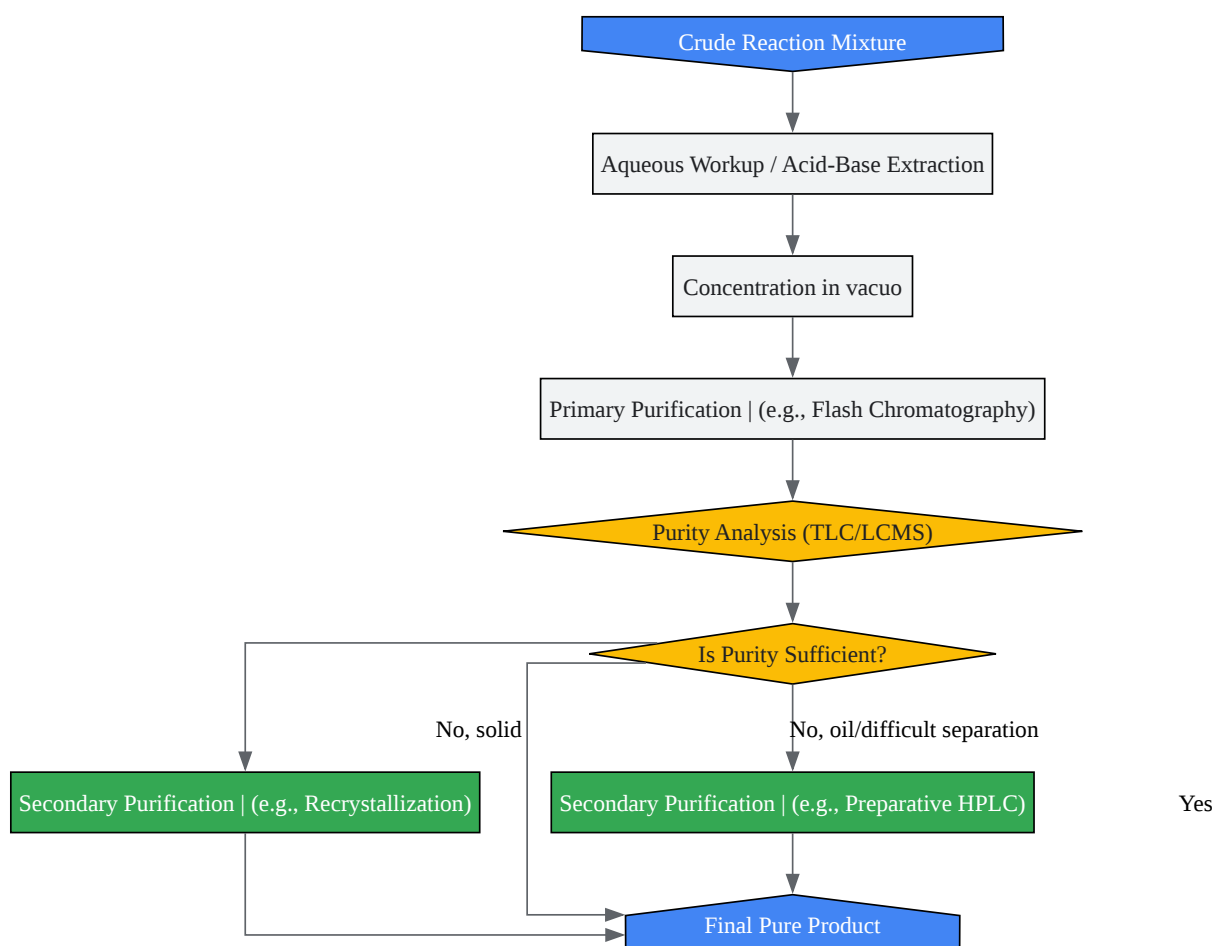 Crude Reaction Mixture
Aqueous Workup / Acid-Base Extraction
Concentration in vacuo
Primary Purification | (e.g., Flash Chromatography)
Purity Analysis (TLC/LCMS)
Is Purity Sufficient?
No, solid
No, oil/difficult separation
Secondary Purification | (e.g., Recrystallization)
Secondary Purification | (e.g., Preparative HPLC)
Yes
Final Pure Product